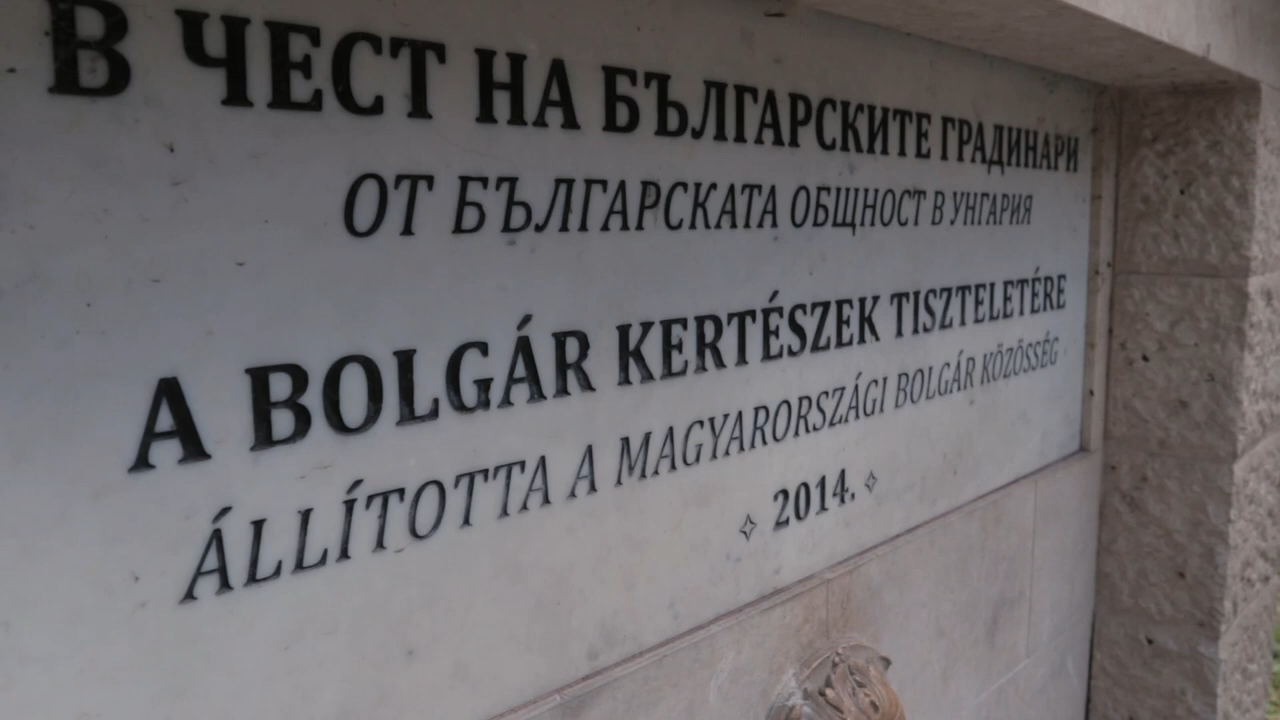 В ЧЕСТ НА БЪЛГАРСКИТЕ ГРАДИНАРИ
ОТ БЪЛГАРСКАТА ОБЩНОСТ В УНГАРИЯ
A BOLGÁR KERTÉSZEK TISZTELETÉRE
ÁLLÍTOTTA A MAGYARORSZÁGI BOLGÁR KÖZÖSSÉG
✧ 2014. ✧